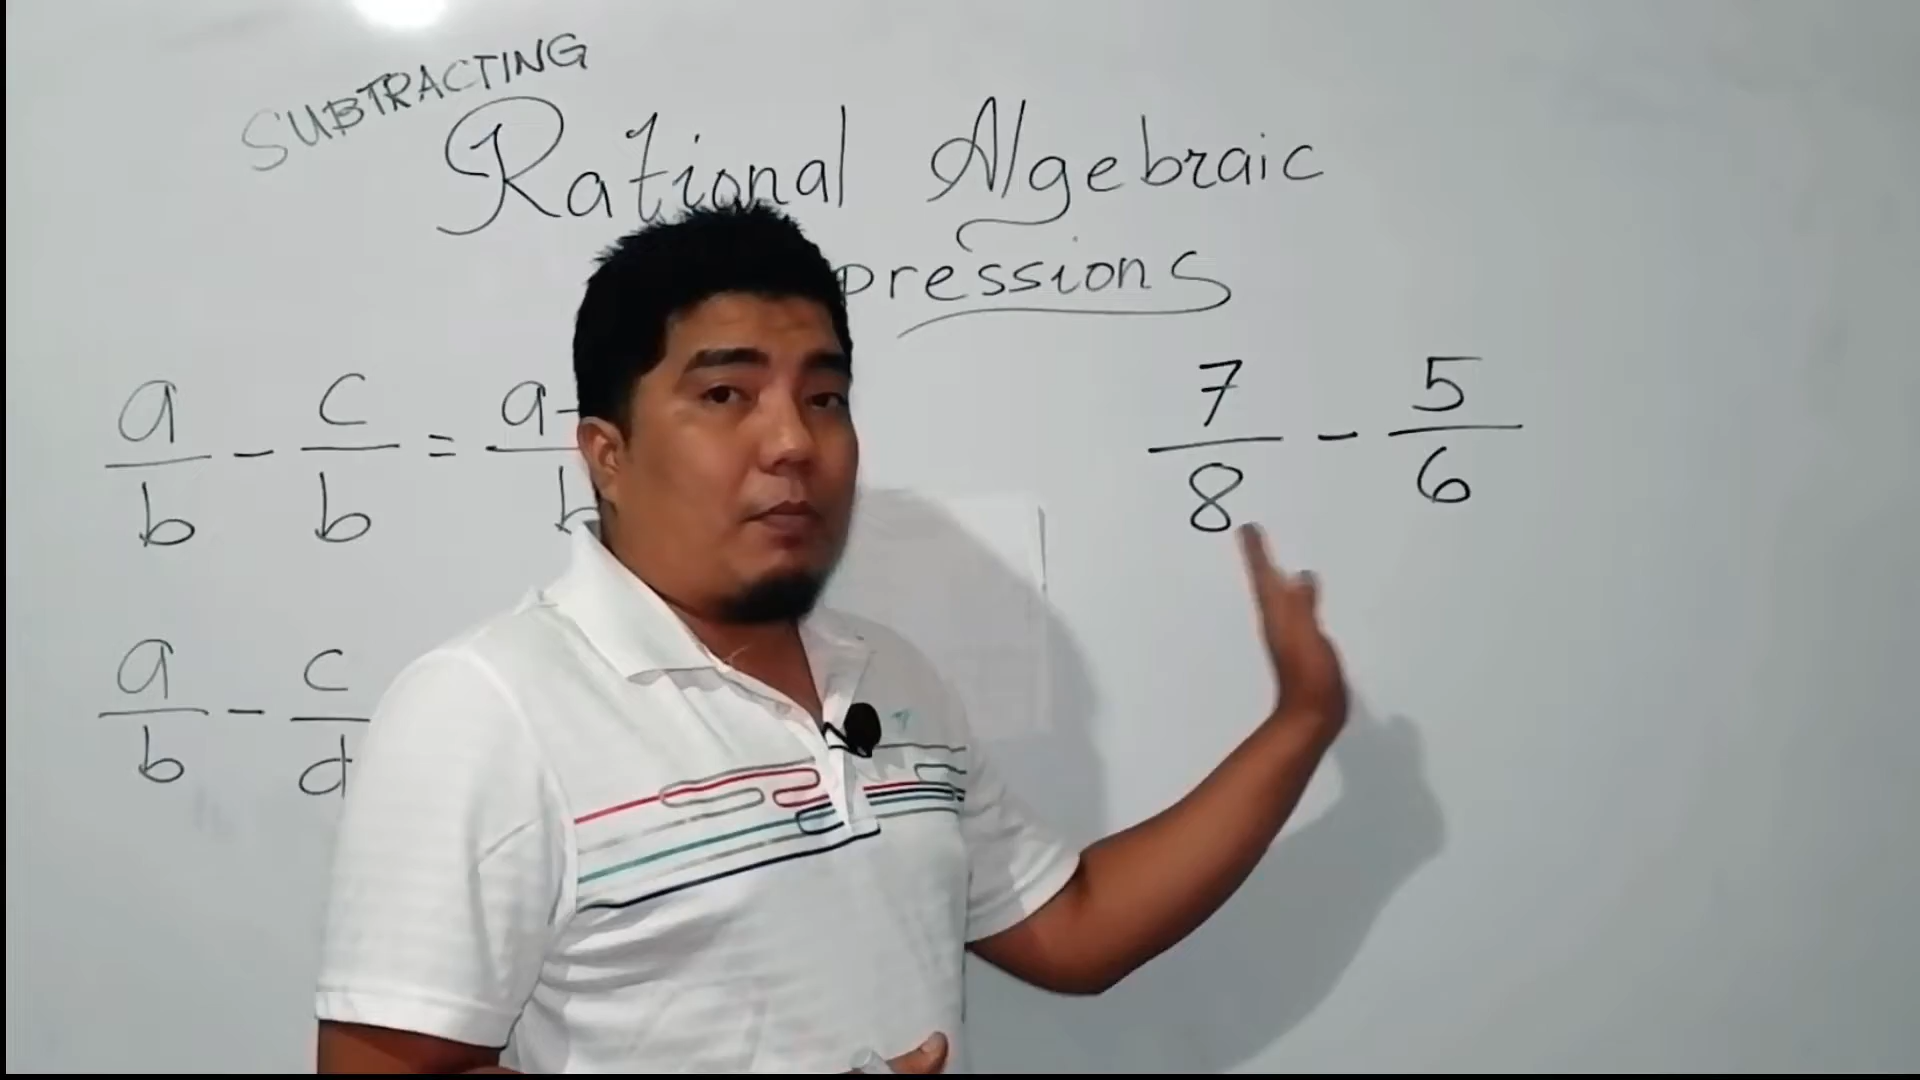 SUBTRACTING
Rational Algebraic
pressions
a/b - c/b = a-/b
7/8 - 5/6
a/b - c/d